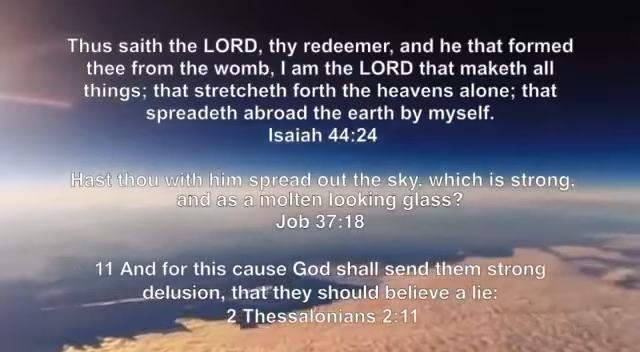 Thus saith the LORD, thy redeemer, and he that formed
thee from the womb, I am the LORD that maketh all
things; that stretcheth forth the heavens alone; that
spreadeth abroad the earth by myself.
Isaiah 44:24
Hast thou with him spread out the sky, which is strong,
and as a molten looking glass?
Job 37:18
11 And for this cause God shall send them strong
delusion, that they should believe a lie:
2 Thessalonians 2:11